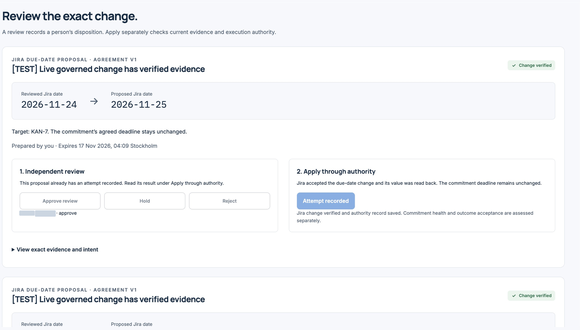 Review the exact change.
A review records a person's disposition. Apply separately checks current evidence and execution authority.
JIRA DUE-DATE PROPOSAL · AGREEMENT V1
[TEST] Live governed change has verified evidence
✓ Change verified
Reviewed Jira date
Proposed Jira date
2026-11-24 → 2026-11-25
Target: KAN-7. The commitment's agreed deadline stays unchanged.
Prepared by you · Expires 17 Nov 2026, 04:09 Stockholm
1. Independent review
This proposal already has an attempt recorded. Read its result under Apply through authority.
Approve review
Hold
Reject
· approve
2. Apply through authority
Jira accepted the due-date change and its value was read back. The commitment deadline remains unchanged.
Attempt recorded
Jira change verified and authority record saved. Commitment health and outcome acceptance are assessed
separately.
▸ View exact evidence and intent
JIRA DUE-DATE PROPOSAL · AGREEMENT V1
[TEST] Live governed change has verified evidence
✓ Change verified
Reviewed Jira date
Proposed Jira date